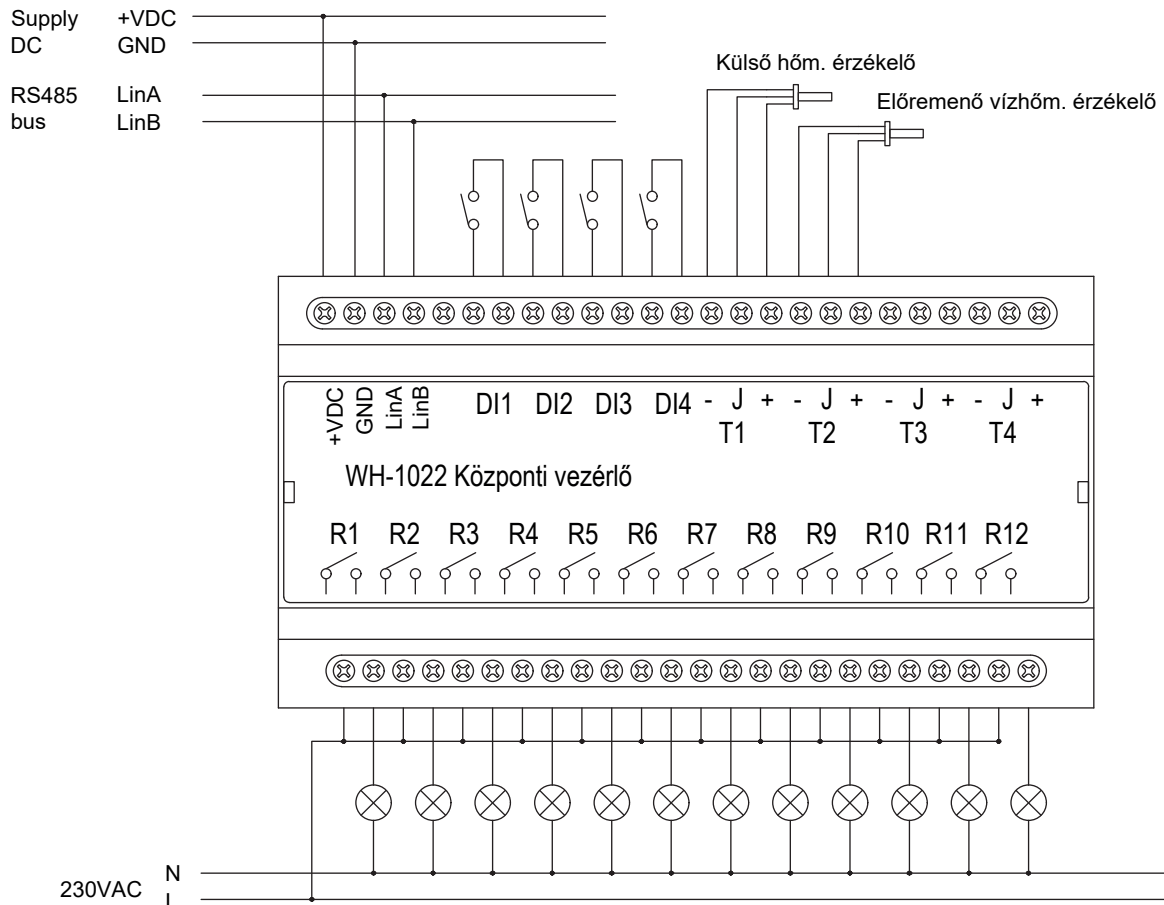 Supply +VDC
DC GND
Külső hőm. érzékelő
RS485 LinA
Előremenő vízhőm. érzékelő
bus LinB
+VDC GND LinA LinB DI1 DI2 DI3 DI4 - J + - J + - J + - J +
T1 T2 T3 T4
WH-1022 Központi vezérlő
R1 R2 R3 R4 R5 R6 R7 R8 R9 R10 R11 R12
N
230VAC L